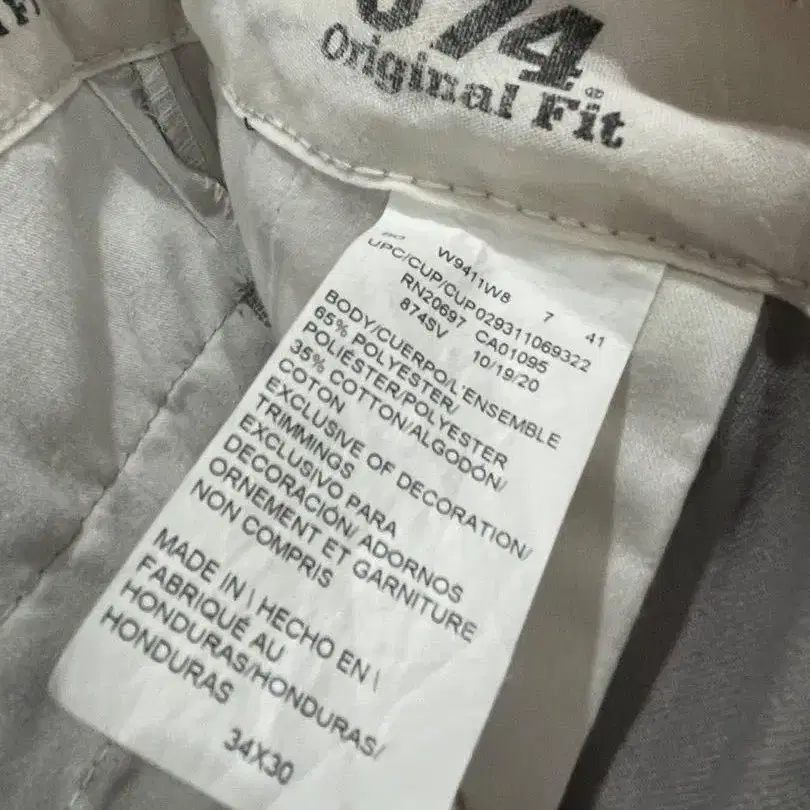 874®
Original Fit
W9411W8 7 41
UPC/CUP/CUP029311069322
RN20697 CA01095
874SV 10/19/20
BODY/CUERPO/L'ENSEMBLE
65% POLYESTER/
POLIÉSTER/POLYESTER
35% COTTON/ALGODÓN/
COTON
EXCLUSIVE OF DECORATION/
TRIMMINGS
EXCLUSIVO PARA
DECORACIÓN/ ADORNOS
ORNEMENT ET GARNITURE
NON COMPRIS
MADE IN \ HECHO EN \
FABRIQUÉ AU
HONDURAS/HONDURAS/
HONDURAS
34X30